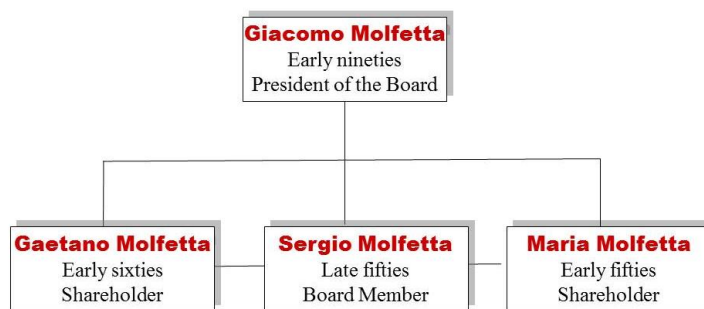 Giacomo Molfetta
Early nineties
President of the Board
Gaetano Molfetta
Early sixties
Shareholder
Sergio Molfetta
Late fifties
Board Member
Maria Molfetta
Early fifties
Shareholder